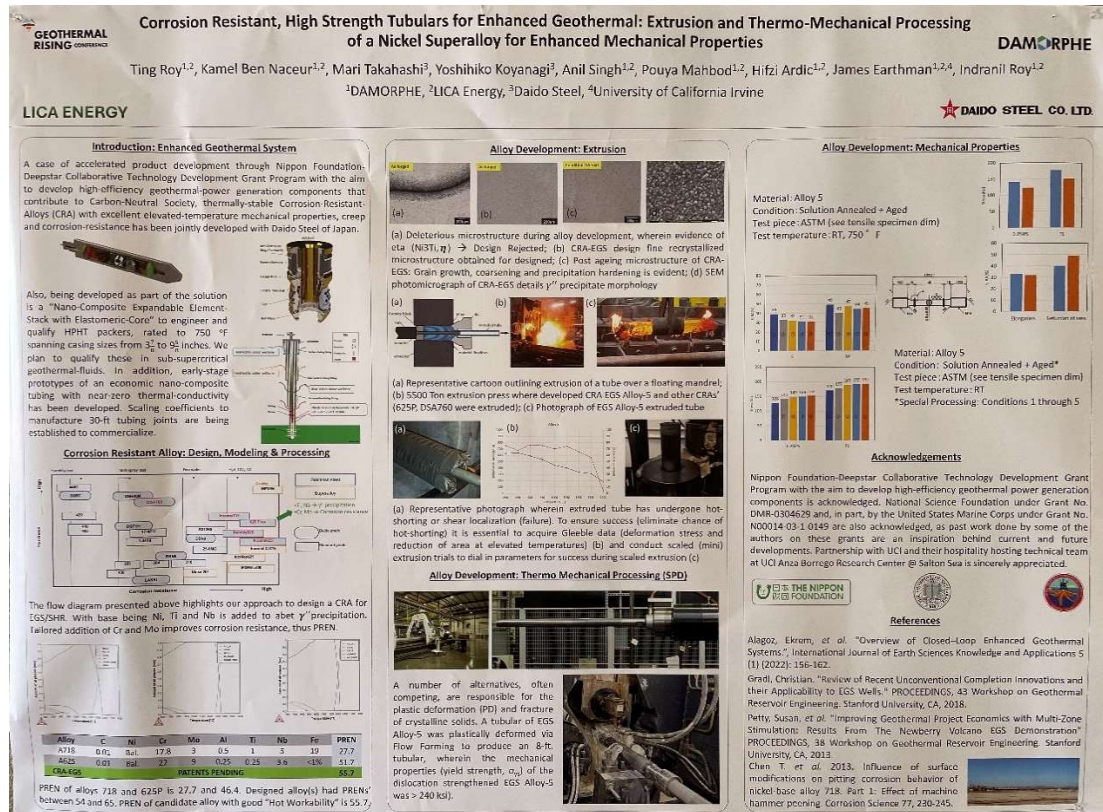 GEOTHERMAL
RISING CONFERENCE
Corrosion Resistant, High Strength Tubulars for Enhanced Geothermal: Extrusion and Thermo-Mechanical Processing
of a Nickel Superalloy for Enhanced Mechanical Properties
DAMORPHE
Ting Roy1,2, Kamel Ben Naceur1,2, Mari Takahashi3, Yoshihiko Koyanagi3, Anil Singh1,2, Pouya Mahbod1,2, Hifzi Ardic1,2, James Earthman1,2,4, Indranil Roy1,2
1DAMORPHE, 2LICA Energy, 3Daido Steel, 4University of California Irvine
LICA ENERGY
DAIDO STEEL CO. LTD.
Introduction: Enhanced Geothermal System
A case of accelerated product development through Nippon Foundation-
Deepstar Collaborative Technology Development Grant Program with the aim
to develop high-efficiency geothermal-power generation components that
contribute to Carbon-Neutral Society, thermally-stable Corrosion-Resistant-
Alloys (CRA) with excellent elevated-temperature mechanical properties, creep
and corrosion-resistance has been jointly developed with Daido Steel of Japan.
Also, being developed as part of the solution
is a "Nano-Composite Expandable Element-
Stack with Elastomeric-Core" to engineer and
qualify HPHT packers, rated to 750 °F
spanning casing sizes from
inches. We
plan to qualify these in sub-supercritical
geothermal-fluids. In addition, early-stage
prototypes of an economic nano-composite
tubing with near-zero thermal-conductivity
has been developed. Scaling coefficients to
manufacture 30-ft tubing joints are being
established to commercialize.
Corrosion Resistant Alloy: Design, Modeling & Processing
High
Corrosion Resistance
High
The flow diagram presented above highlights our approach to design a CRA for
EGS/SHR. With base being Ni, Ti and Nb is added to abet γ″precipitation.
Tailored addition of Cr and Mo improves corrosion resistance, thus PREN.
Alloy C Ni Cr Mo Al Ti Nb Fe PREN
A718 0.01 Bal. 17.8 3 0.5 1 5 19 27.7
A625 0.01 Bal. 22 9 0.25 0.25 3.6 <1% 51.7
CRA-EGS PATENTS PENDING 55.7
PREN of alloys 718 and 625P is 27.7 and 46.4. Designed alloy(s) had PRENs'
between 54 and 65. PREN of candidate alloy with good "Hot Workability" is 55.7
Alloy Development: Extrusion
(a) (b) (c)
(a) Deleterious microstructure during alloy development, wherein evidence of
eta (Ni3Ti, η) → Design Rejected; (b) CRA-EGS design fine recrystallized
microstructure obtained for designed; (c) Post ageing microstructure of CRA-
EGS: Grain growth, coarsening and precipitation hardening is evident; (d) SEM
photomicrograph of CRA-EGS details γ″ precipitate morphology
(a) (b) (c)
(a) Representative cartoon outlining extrusion of a tube over a floating mandrel;
(b) 5500 Ton extrusion press where developed CRA EGS Alloy-5 and other CRAs'
(625P, DSA760 were extruded); (c) Photograph of EGS Alloy-5 extruded tube
(a) (b) (c)
(a) Representative photograph wherein extruded tube has undergone hot-
shorting or shear localization (failure). To ensure success (eliminate chance of
hot-shorting) it is essential to acquire Gleeble data (deformation stress and
reduction of area at elevated temperatures) (b) and conduct scaled (mini)
extrusion trials to dial in parameters for success during scaled extrusion (c)
Alloy Development: Thermo Mechanical Processing (SPD)
A number of alternatives, often
competing, are responsible for the
plastic deformation (PD) and fracture
of crystalline solids. A tubular of EGS
Alloy-5 was plastically deformed via
Flow Forming to produce an 8-ft.
tubular, wherein the mechanical
properties (yield strength, of the
dislocation strengthened EGS Alloy-5
was > 240 ksi).
Alloy Development: Mechanical Properties
Material: Alloy 5
Condition: Solution Annealed + Aged
Test piece: ASTM (see tensile specimen dim)
Test temperature: RT, 750 ° F
Elongation
Material: Alloy 5
Condition: Solution Annealed + Aged*
Test piece: ASTM (see tensile specimen dim)
Test temperature: RT
*Special Processing: Conditions 1 through 5
Acknowledgements
Nippon Foundation-Deepstar Collaborative Technology Development Grant
Program with the aim to develop high-efficiency geothermal power generation
components is acknowledged. National Science Foundation under Grant No.
DMR-0304629 and, in part, by the United States Marine Corps under Grant No.
N00014-03-1-0149 are also acknowledged, as past work done by some of the
authors on these grants are an inspiration behind current and future
developments. Partnership with UCI and their hospitality hosting technical team
at UCI Anza Borrego Research Center @ Salton Sea is sincerely appreciated.
日本 THE NIPPON
財団 FOUNDATION
References
Alagoz, Ekrem, et al. "Overview of Closed–Loop Enhanced Geothermal
Systems.", International Journal of Earth Sciences Knowledge and Applications 5
(1) (2022): 156-162.
Gradl, Christian. "Review of Recent Unconventional Completion Innovations and
their Applicability to EGS Wells." PROCEEDINGS, 43 Workshop on Geothermal
Reservoir Engineering. Stanford University, CA, 2018.
Petty, Susan, et al. "Improving Geothermal Project Economics with Multi-Zone
Stimulation: Results From The Newberry Volcano EGS Demonstration"
PROCEEDINGS, 38 Workshop on Geothermal Reservoir Engineering. Stanford
University, CA, 2013.
Chen T. et al. 2013. Influence of surface
modifications on pitting corrosion behavior of
nickel-base alloy 718. Part 1: Effect of machine
hammer peening. Corrosion Science 77, 230-245.